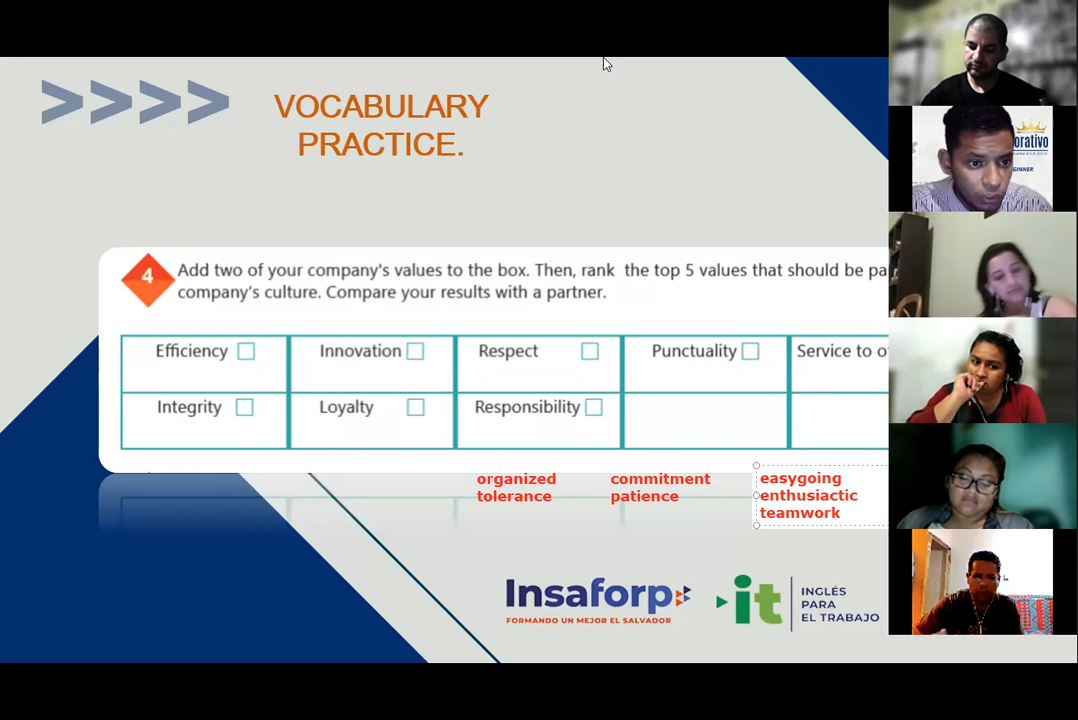 >>>> VOCABULARY
PRACTICE.
4 Add two of your company's values to the box. Then, rank the top 5 values that should be pa
company's culture. Compare your results with a partner.
Efficiency Innovation Respect Punctuality Service to o
Integrity Loyalty Responsibility
organized commitment easygoing
tolerance patience enthusiactic
teamwork
Insaforp
FORMANDO UN MEJOR EL SALVADOR
it
INGLÉS
PARA
EL TRABAJO
orativo
GINNER